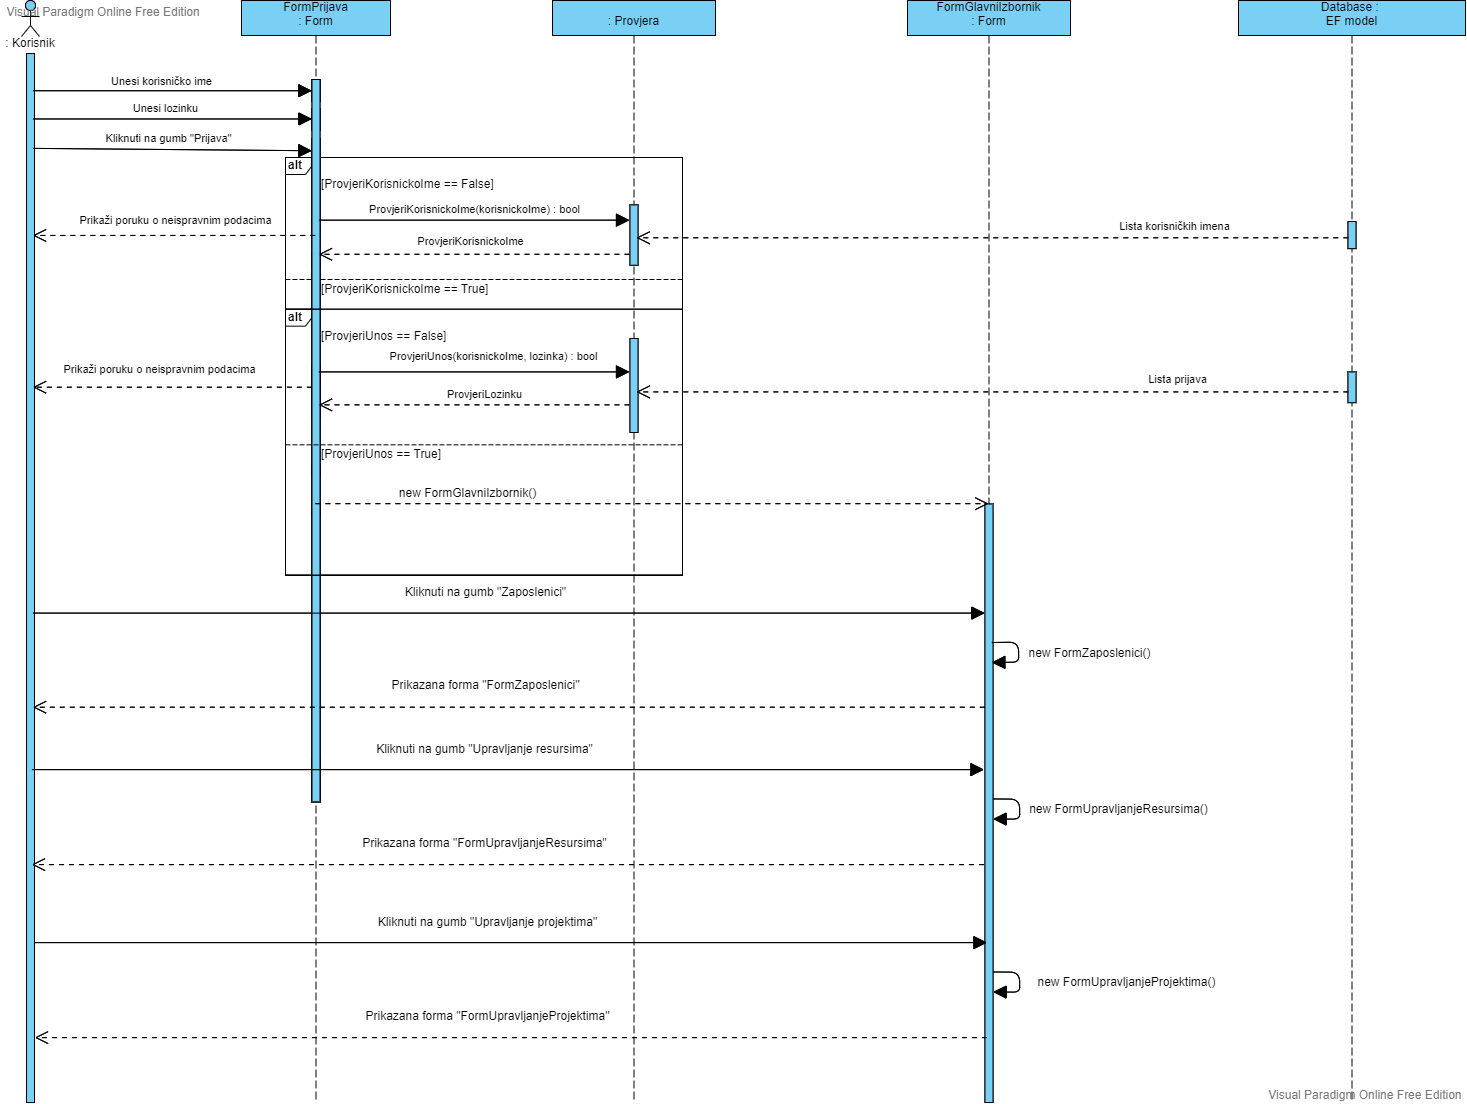 Visual Paradigm Online Free Edition
: Korisnik
FormPrijava
: Form
: Provjera
FormGlavniIzbornik
: Form
Database :
EF model
Unesi korisničko ime
Unesi lozinku
Kliknuti na gumb "Prijava"
alt
[ProvjeriKorisnickoIme == False]
ProvjeriKorisnickoIme(korisnickoIme) : bool
Prikaži poruku o neispravnim podacima
Lista korisničkih imena
ProvjeriKorisnickoIme
[ProvjeriKorisnickoIme == True]
alt
[ProvjeriUnos == False]
ProvjeriUnos(korisnickoIme, lozinka) : bool
Prikaži poruku o neispravnim podacima
Lista prijava
ProvjeriLozinku
[ProvjeriUnos == True]
new FormGlavniIzbornik()
Kliknuti na gumb "Zaposlenici"
new FormZaposlenici()
Prikazana forma "FormZaposlenici"
Kliknuti na gumb "Upravljanje resursima"
new FormUpravljanjeResursima()
Prikazana forma "FormUpravljanjeResursima"
Kliknuti na gumb "Upravljanje projektima"
new FormUpravljanjeProjektima()
Prikazana forma "FormUpravljanjeProjektima"
Visual Paradigm Online Free Edition